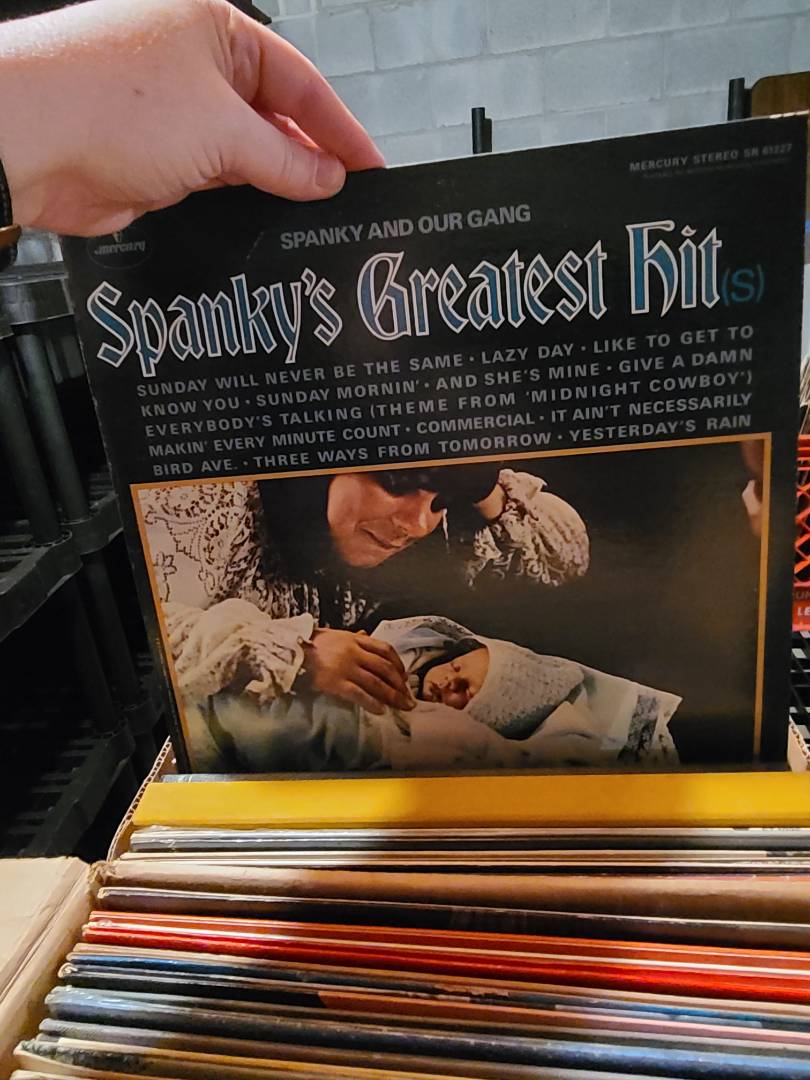 MERCURY STEREO SR 61227
mercury
SPANKY AND OUR GANG
Spanky's Greatest Hit(S)
SUNDAY WILL NEVER BE THE SAME • LAZY DAY • LIKE TO GET TO
KNOW YOU • SUNDAY MORNIN' • AND SHE'S MINE • GIVE A DAMN
EVERYBODY'S TALKING (THEME FROM 'MIDNIGHT COWBOY')
MAKIN' EVERY MINUTE COUNT • COMMERCIAL • IT AIN'T NECESSARILY
BIRD AVE. • THREE WAYS FROM TOMORROW • YESTERDAY'S RAIN